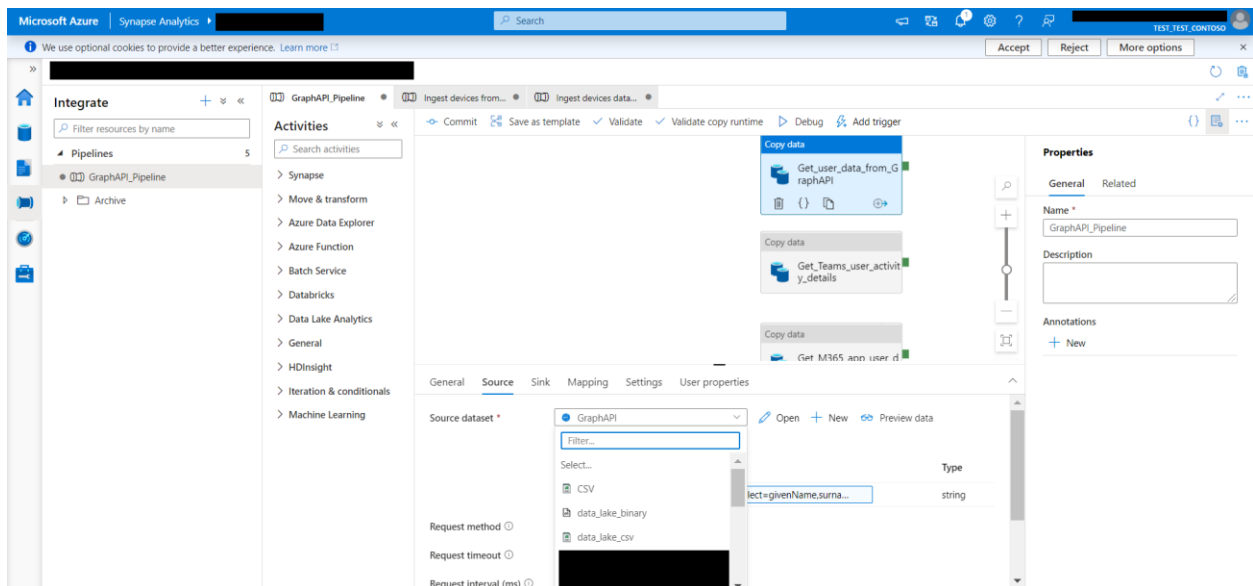 Microsoft Azure
Synapse Analytics
Search
1
?
TEST_TEST_CONTOSO
We use optional cookies to provide a better experience. Learn more
Accept
Reject
More options
Integrate
Filter resources by name
Pipelines
5
GraphAPI_Pipeline
Archive
GraphAPI_Pipeline
Ingest devices from...
Ingest devices data...
Activities
Search activities
Synapse
Move & transform
Azure Data Explorer
Azure Function
Batch Service
Databricks
Data Lake Analytics
General
HDInsight
Iteration & conditionals
Machine Learning
Commit
Save as template
Validate
Validate copy runtime
Debug
Add trigger
Copy data
Get_user_data_from_G
raphAPI
Copy data
Get_Teams_user_activit
y_details
Copy data
Get_M365_app_user_d
Properties
General
Related
Name *
GraphAPI_Pipeline
Description
Annotations
New
General
Source
Sink
Mapping
Settings
User properties
Source dataset *
GraphAPI
Open
New
Preview data
Filter...
Select...
CSV
data_lake_binary
data_lake_csv
Type
lect=givenName,surna...
string
Request method
Request timeout
Request interval (ms)